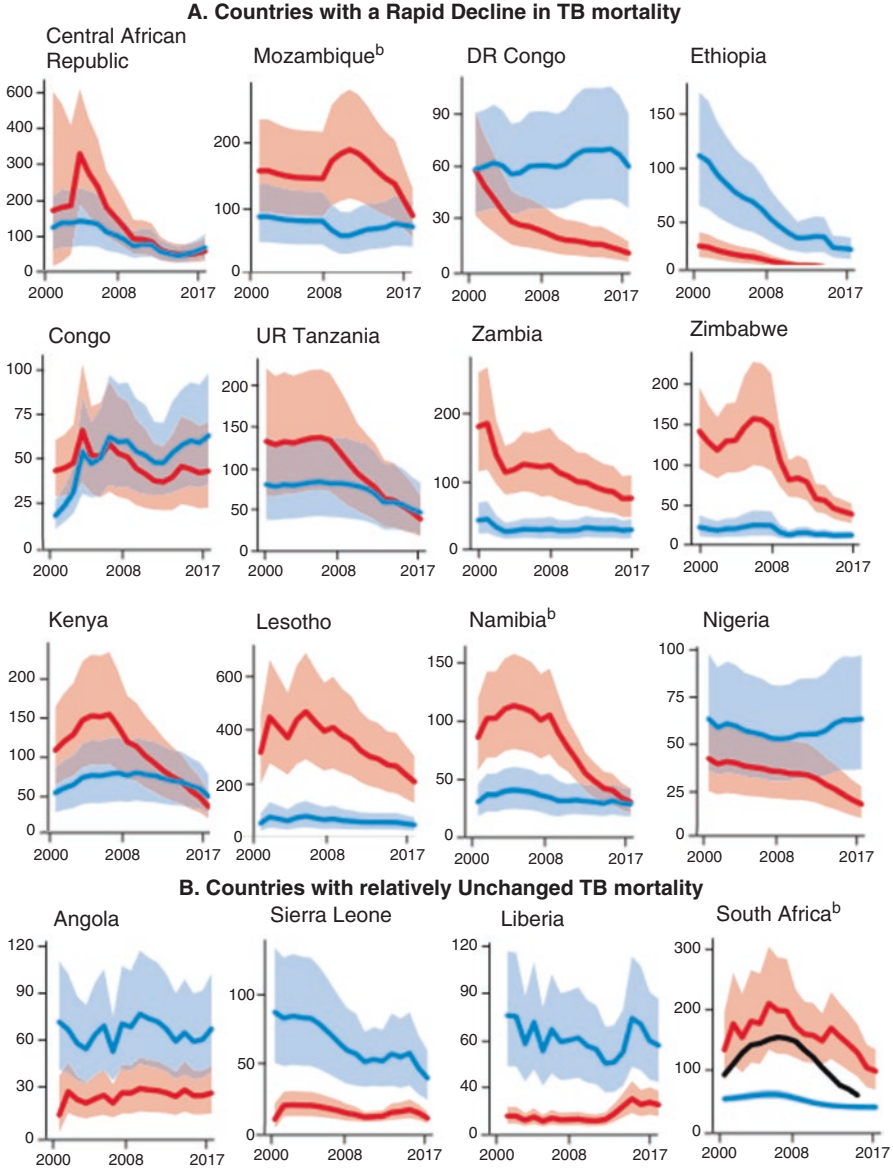 A. Countries with a Rapid Decline in TB mortality
Central African
Republic
600
400
300
200
100
0
2000 2008 2017
Mozambiqueb
200
100
0
2000 2008 2017
DR Congo
90
60
30
0
2000 2008 2017
Ethiopia
150
100
50
0
2000 2008 2017
Congo
100
75
50
25
0
2000 2008 2017
UR Tanzania
200
150
100
50
0
2000 2008 2017
Zambia
200
100
0
2000 2008 2017
Zimbabwe
200
150
100
50
0
2000 2008 2017
Kenya
200
150
100
50
0
2000 2008 2017
Lesotho
600
400
200
0
2000 2008 2017
Namibiab
150
100
50
0
2000 2008 2017
Nigeria
100
75
50
25
0
2000 2008 2017
B. Countries with relatively Unchanged TB mortality
Angola
120
90
60
30
0
2000 2008 2017
Sierra Leone
100
50
0
2000 2008 2017
Liberia
120
90
60
40
0
2000 2008 2017
South Africab
300
200
100
0
2000 2008 2017